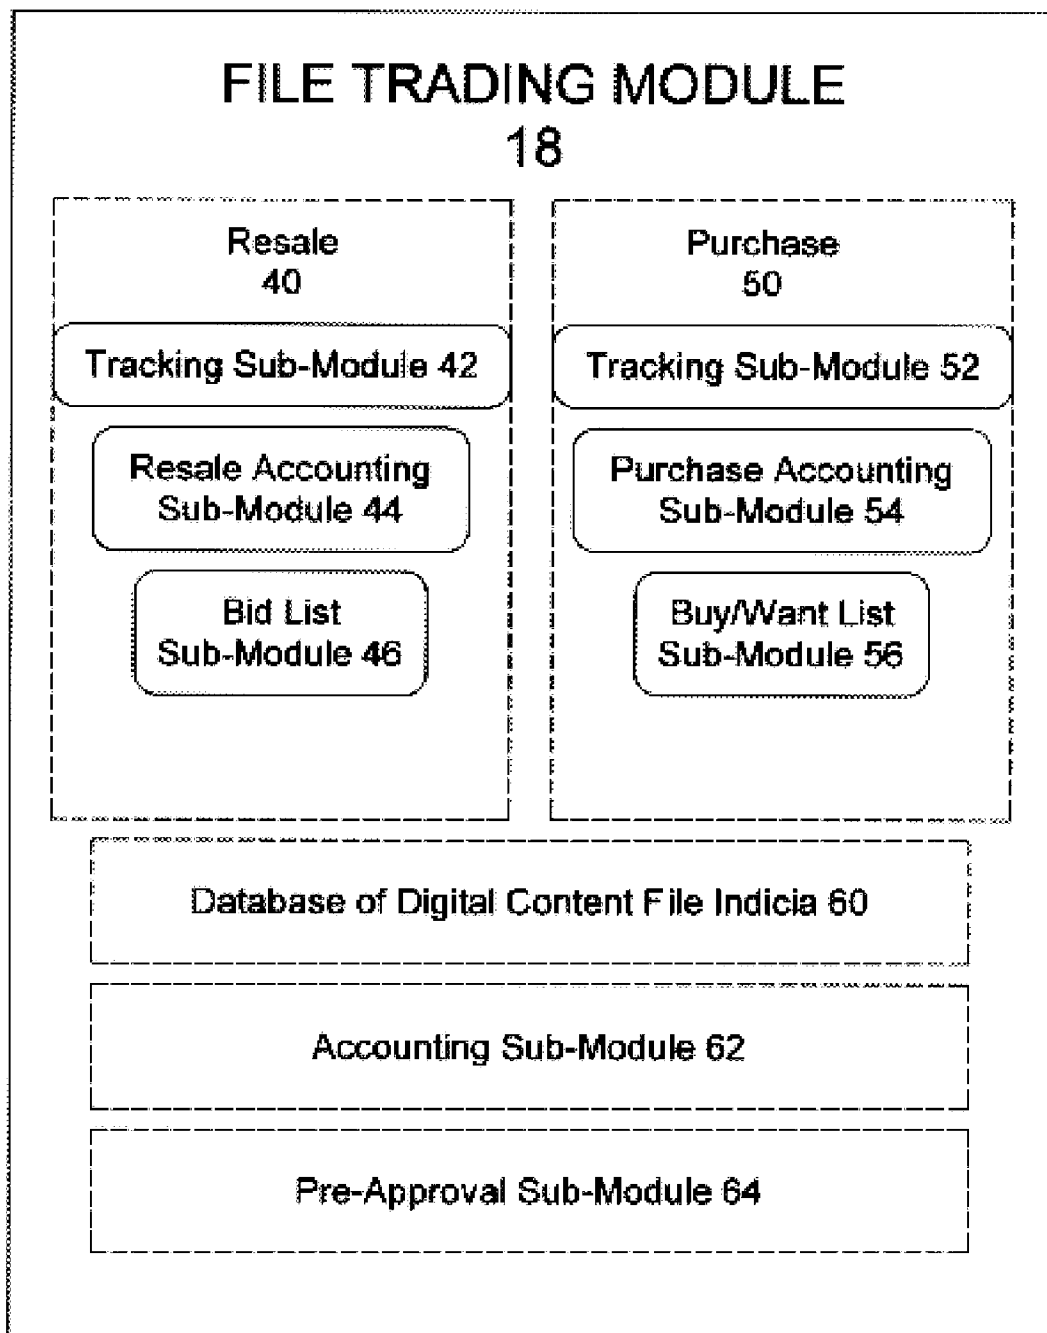 FILE TRADING MODULE
18
Resale
40
Tracking Sub-Module 42
Resale Accounting
Sub-Module 44
Bid List
Sub-Module 46
Purchase
50
Tracking Sub-Module 52
Purchase Accounting
Sub-Module 54
Buy/Want List
Sub-Module 56
Database of Digital Content File Indicia 60
Accounting Sub-Module 62
Pre-Approval Sub-Module 64